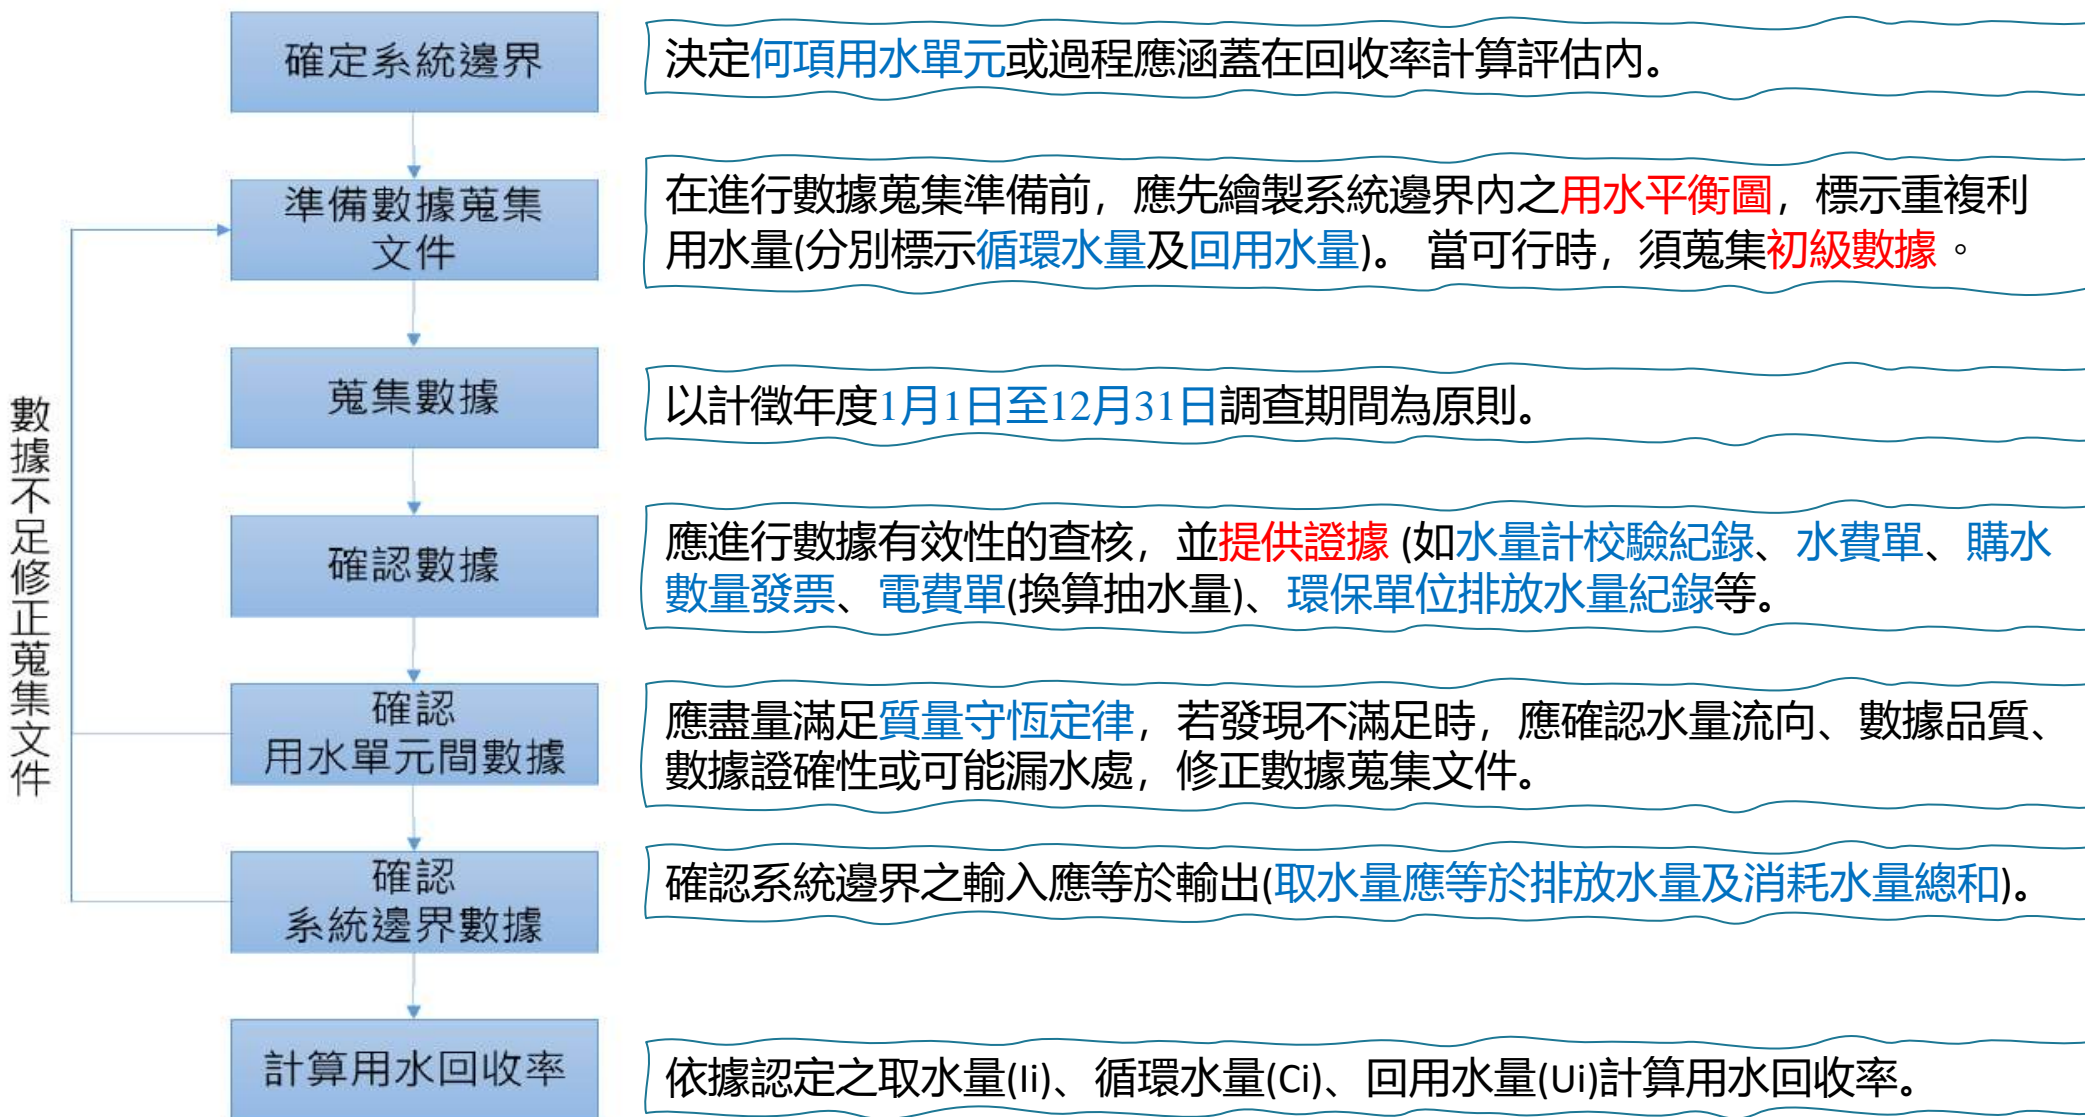 確定系統邊界
決定何項用水單元或過程應涵蓋在回收率計算評估內。
準備數據蒐集
文件
在進行數據蒐集準備前，應先繪製系統邊界內之用水平衡圖，標示重複利
用水量(分別標示循環水量及回用水量)。 當可行時，須蒐集初級數據。
蒐集數據
以計徵年度1月1日至12月31日調查期間為原則。
確認數據
應進行數據有效性的查核，並提供證據 (如水量計校驗紀錄、水費單、購水
數量發票、電費單(換算抽水量)、環保單位排放水量紀錄等。
確認
用水單元間數據
應盡量滿足質量守恆定律，若發現不滿足時，應確認水量流向、數據品質、
數據證確性或可能漏水處，修正數據蒐集文件。
確認
系統邊界數據
確認系統邊界之輸入應等於輸出(取水量應等於排放水量及消耗水量總和)。
計算用水回收率
依據認定之取水量(Ii)、循環水量(Ci)、回用水量(Ui)計算用水回收率。
數據不足修正蒐集文件